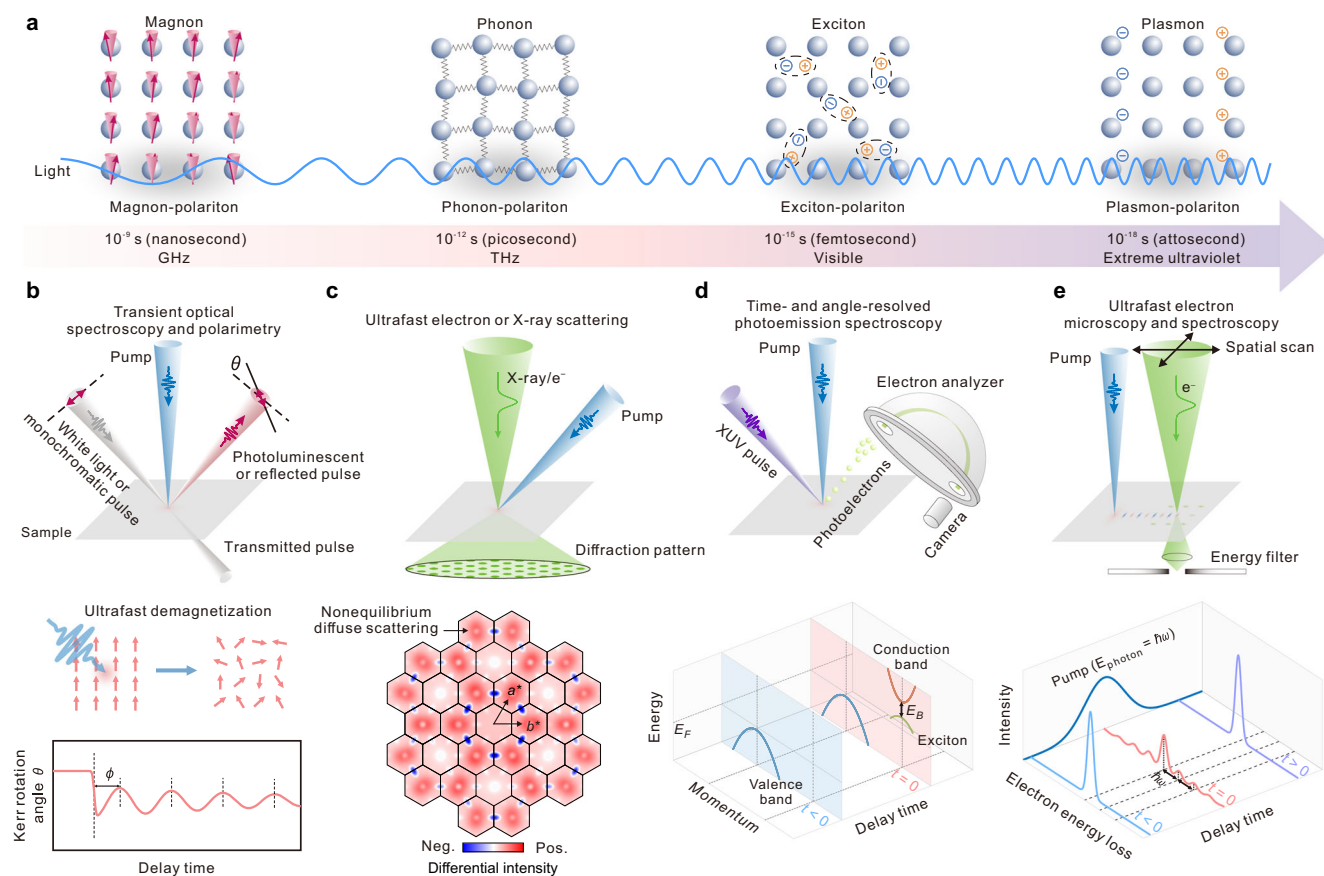 a
Magnon
Phonon
Exciton
Plasmon
Light
Magnon-polariton
Phonon-polariton
Exciton-polariton
Plasmon-polariton
10⁻⁹ s (nanosecond)
GHz
10⁻¹² s (picosecond)
THz
10⁻¹⁵ s (femtosecond)
Visible
10⁻¹⁸ s (attosecond)
Extreme ultraviolet
b
Transient optical
spectroscopy and polarimetry
Pump
θ
White light or
monochromatic pulse
Photoluminescent
or reflected pulse
Sample
Transmitted pulse
Ultrafast demagnetization
ϕ
Kerr rotation
angle θ
Delay time
c
Ultrafast electron or X-ray scattering
X-ray/e⁻
Pump
Diffraction pattern
Nonequilibrium
diffuse scattering
a*
b*
Neg.
Pos.
Differential intensity
d
Time- and angle-resolved
photoemission spectroscopy
Pump
Electron analyzer
XUV pulse
Photoelectrons
Camera
Conduction
band
E_B
Exciton
Energy
E_F
Valence
band
t < 0
t = 0
Momentum
Delay time
e
Ultrafast electron
microscopy and spectroscopy
Pump
Spatial scan
e⁻
Energy filter
Pump (E_photon = ħω)
Intensity
ħω
t < 0
t = 0
t > 0
Electron energy loss
Delay time